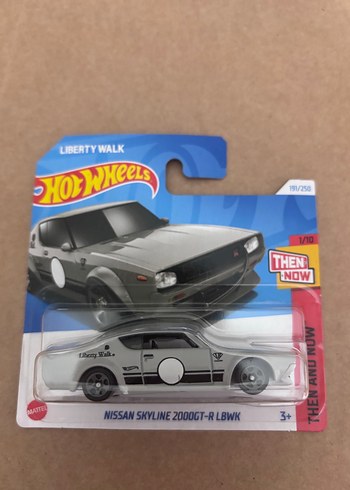 LIBERTY WALK
HOT WHEELS
191/250
1/10
THEN
AND
NOW
THEN AND NOW
Liberty Walk
MATTEL
NISSAN SKYLINE 2000GT-R LBWK
3+